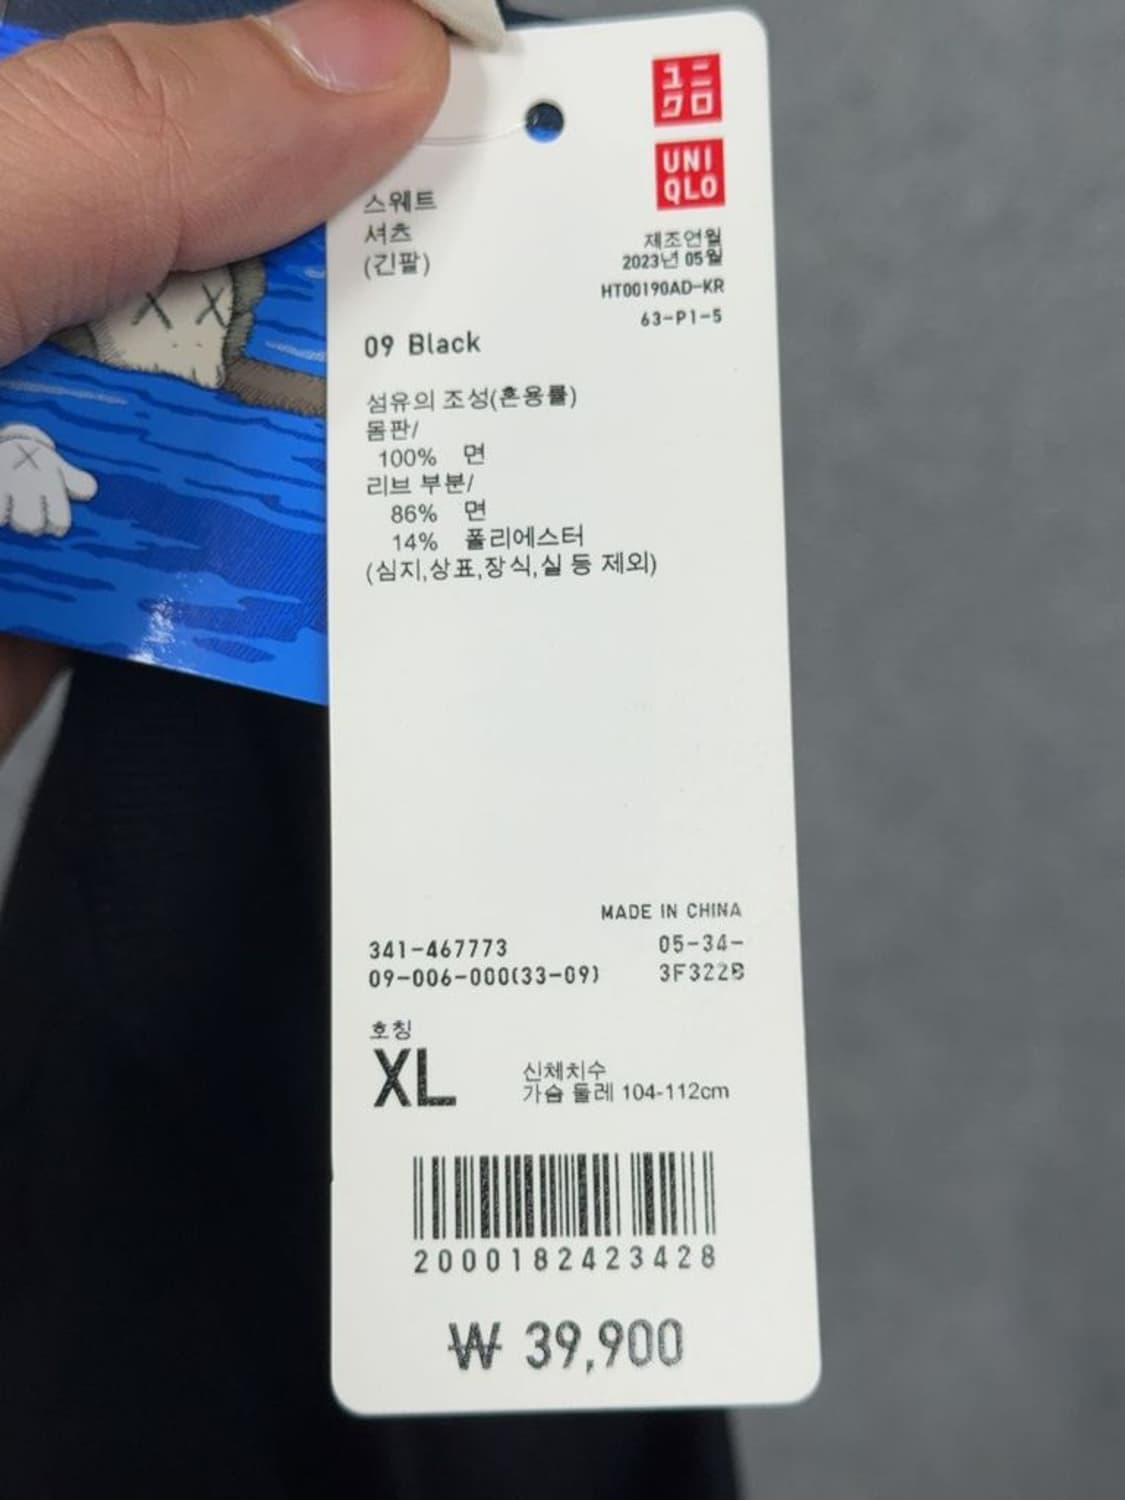 ユニ
クロ
UNI
QLO
스웨트
셔츠
(긴팔)
제조연월
2023년 05월
HT00190AD-KR
63-P1-5
09 Black
섬유의 조성(혼용률)
몸판/
100% 면
리브 부분/
86% 면
14% 폴리에스터
(심지,상표,장식,실 등 제외)
MADE IN CHINA
341-467773
05-34-
09-006-000(33-09)
3F322B
호칭
XL
신체치수
가슴 둘레 104-112cm
2000182423428
₩ 39,900